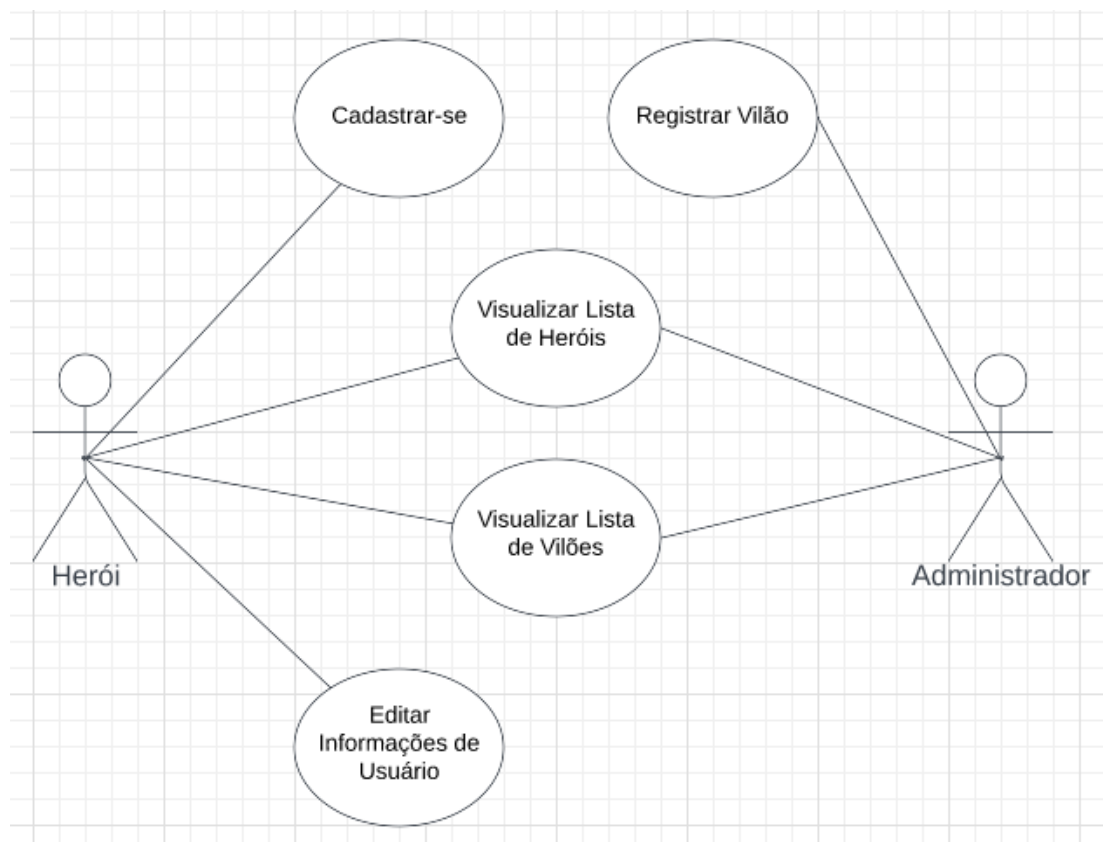 Cadastrar-se
Registrar Vilão
Visualizar Lista
de Heróis
Visualizar Lista
de Vilões
Herói
Administrador
Editar
Informações de
Usuário